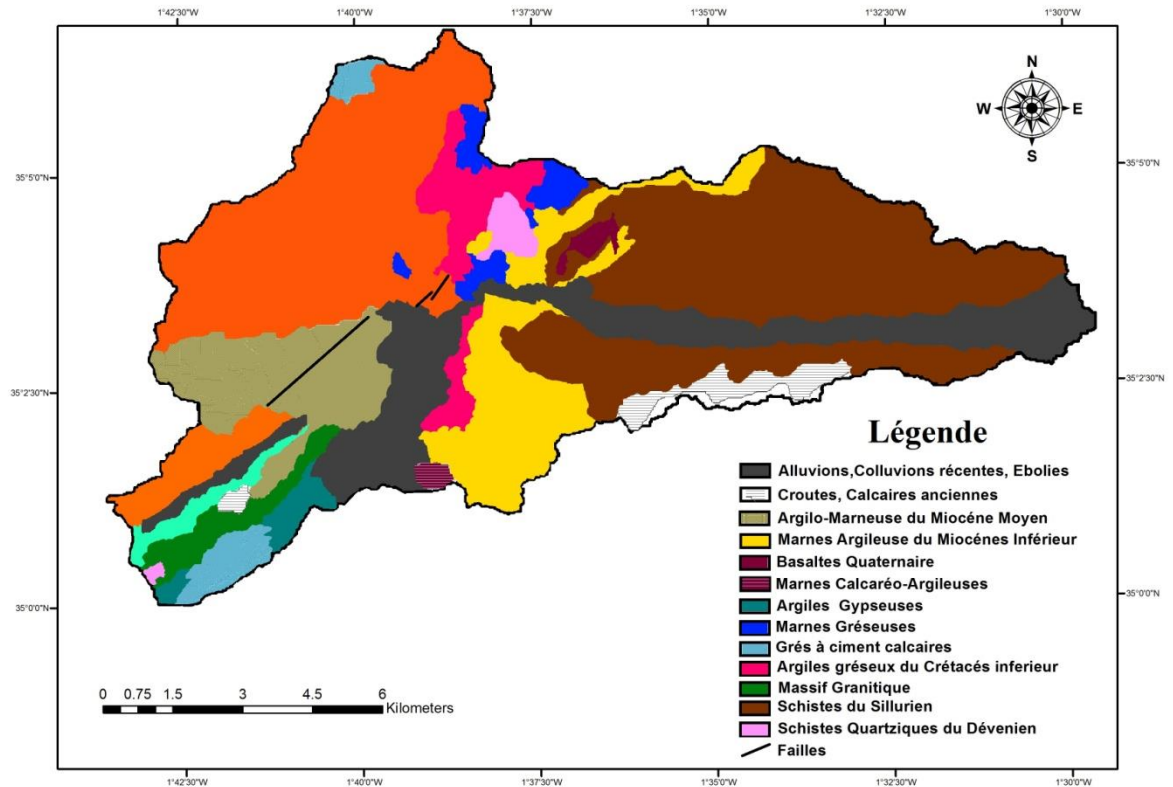 1°42'30"W 1°40'0"W 1°37'30"W 1°35'0"W 1°32'30"W 1°30'0"W
N
W E
S
35°5'0"N 35°5'0"N
35°2'30"N 35°2'30"N
Légende
Alluvions,Colluvions récentes, Ebolies
Croutes, Calcaires anciennes
Argilo-Marneuse du Miocéne Moyen
Marnes Argileuse du Miocénes Inférieur
Basaltes Quaternaire
Marnes Calcaréo-Argileuses
35°0'0"N 35°0'0"N
Argiles Gypseuses
Marnes Gréseuses
Grés à ciment calcaires
Argiles gréseux du Crétacés inferieur
Massif Granitique
Schistes du Sillurien
Schistes Quartziques du Dévenien
Failles
0 0.75 1.5 3 4.5 6
Kilometers
1°42'30"W 1°40'0"W 1°37'30"W 1°35'0"W 1°32'30"W 1°30'0"W